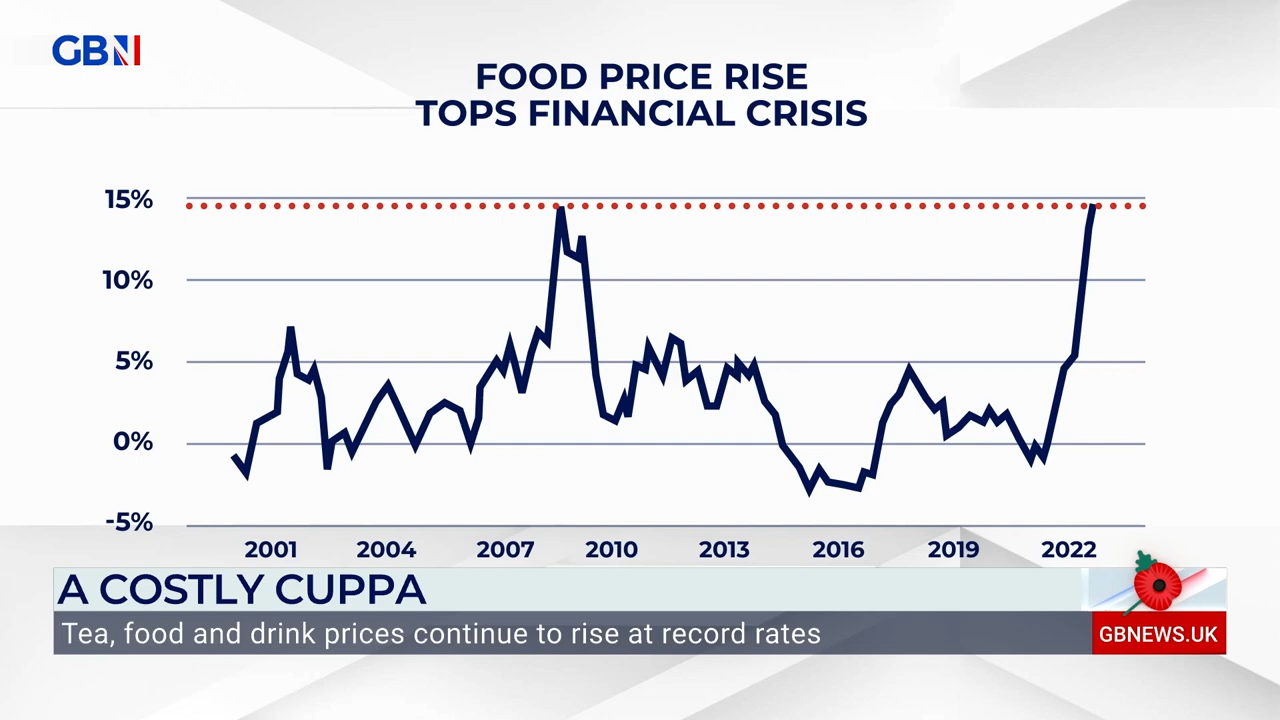 GBN
FOOD PRICE RISE
TOPS FINANCIAL CRISIS
15%
10%
5%
0%
-5%
2001 2004 2007 2010 2013 2016 2019 2022
A COSTLY CUPPA
Tea, food and drink prices continue to rise at record rates
GBNEWS.UK